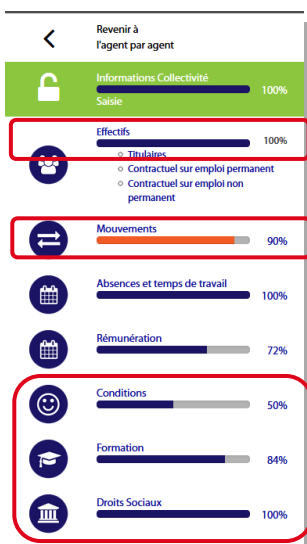 Revenir à
l'agent par agent
Informations Collectivité
100%
Saisie
Effectifs
100%
Titulaires
Contractuel sur emploi permanent
Contractuel sur emploi non
permanent
Mouvements
90%
Absences et temps de travail
100%
Rémunération
72%
Conditions
50%
Formation
84%
Droits Sociaux
100%